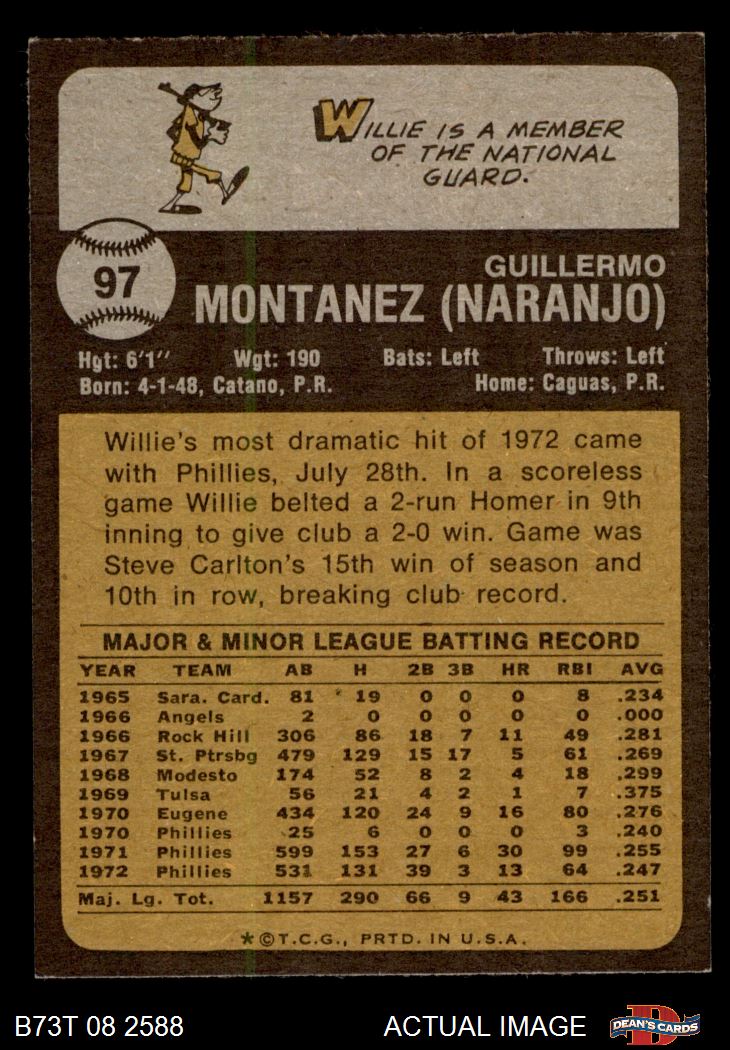 WILLIE IS A MEMBER
OF THE NATIONAL
GUARD.
97
GUILLERMO
MONTANEZ (NARANJO)
Hgt: 6'1" Wgt: 190 Bats: Left Throws: Left
Born: 4-1-48, Catano, P.R. Home: Caguas, P.R.
Willie's most dramatic hit of 1972 came
with Phillies, July 28th. In a scoreless
game Willie belted a 2-run Homer in 9th
inning to give club a 2-0 win. Game was
Steve Carlton's 15th win of season and
10th in row, breaking club record.
MAJOR & MINOR LEAGUE BATTING RECORD
YEAR TEAM AB H 2B 3B HR RBI AVG
1965 Sara. Card. 81 19 0 0 0 8 .234
1966 Angels 2 0 0 0 0 0 .000
1966 Rock Hill 306 86 18 7 11 49 .281
1967 St. Ptrsbg 479 129 15 17 5 61 .269
1968 Modesto 174 52 8 2 4 18 .299
1969 Tulsa 56 21 4 2 1 7 .375
1970 Eugene 434 120 24 9 16 80 .276
1970 Phillies 25 6 0 0 0 3 .240
1971 Phillies 599 153 27 6 30 99 .255
1972 Phillies 531 131 39 3 13 64 .247
Maj. Lg. Tot. 1157 290 66 9 43 166 .251
*©T.C.G., PRTD. IN U.S.A.
B73T 08 2588 ACTUAL IMAGE D DEAN'S CARDS